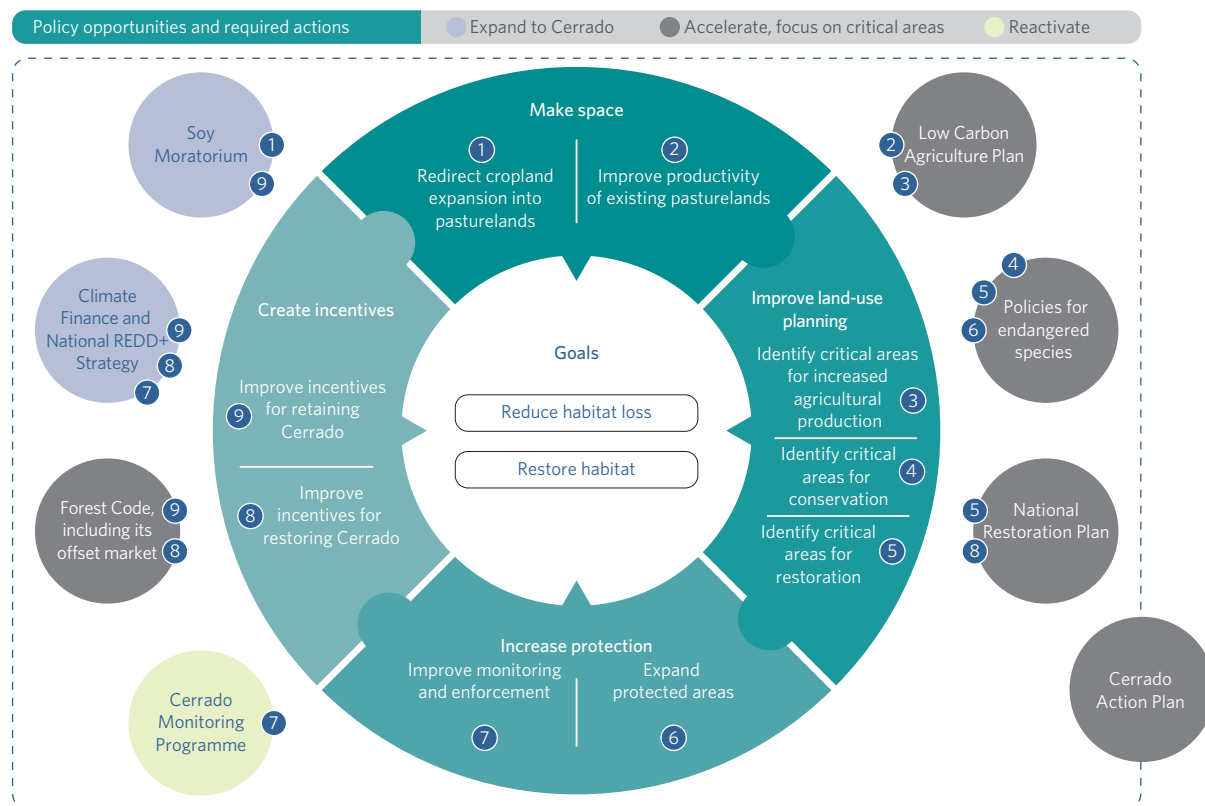 Policy opportunities and required actions
Expand to Cerrado
Accelerate, focus on critical areas
Reactivate
Soy
Moratorium
1
9
Climate
Finance and
National REDD+
Strategy
9
8
7
Forest Code,
including its
offset market
9
8
Cerrado
Monitoring
Programme
7
Make space
1
Redirect cropland
expansion into
pasturelands
2
Improve productivity
of existing pasturelands
Improve land-use
planning
Identify critical areas
for increased
agricultural
production
3
Identify critical
areas for
conservation
4
Identify critical
areas for
restoration
5
Increase protection
Expand
protected areas
6
Improve monitoring
and enforcement
7
Create incentives
Improve incentives
for retaining
Cerrado
9
Improve
incentives for
restoring Cerrado
8
Goals
Reduce habitat loss
Restore habitat
Low Carbon
Agriculture Plan
2
3
Policies for
endangered
species
4
5
6
National
Restoration Plan
5
8
Cerrado
Action Plan